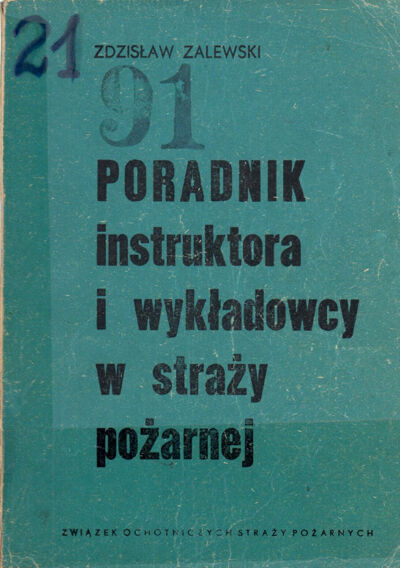 21
ZDZISŁAW ZALEWSKI
91
PORADNIK
instruktora
i wykładowcy
w straży
pożarnej
ZWIĄZEK OCHOTNICZYCH STRAŻY POŻARNYCH